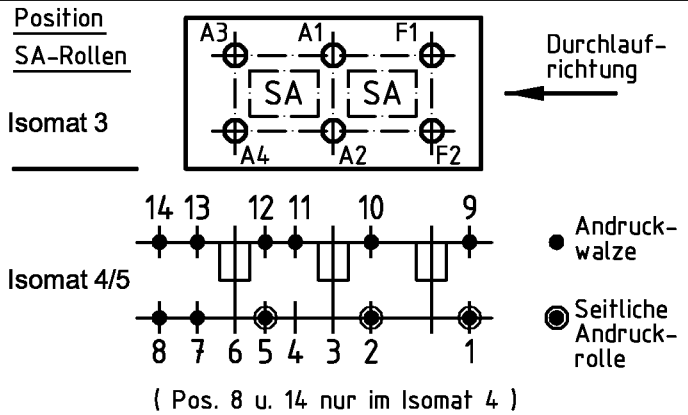 Position
SA-Rollen
Isomat 3
A3 A1 F1
SA SA
A4 A2 F2
Durchlauf-
richtung
14 13 12 11 10 9
Isomat 4/5
8 7 6 5 4 3 2 1
Andruck-
walze
Seitliche
Andruck-
rolle
( Pos. 8 u. 14 nur im Isomat 4 )